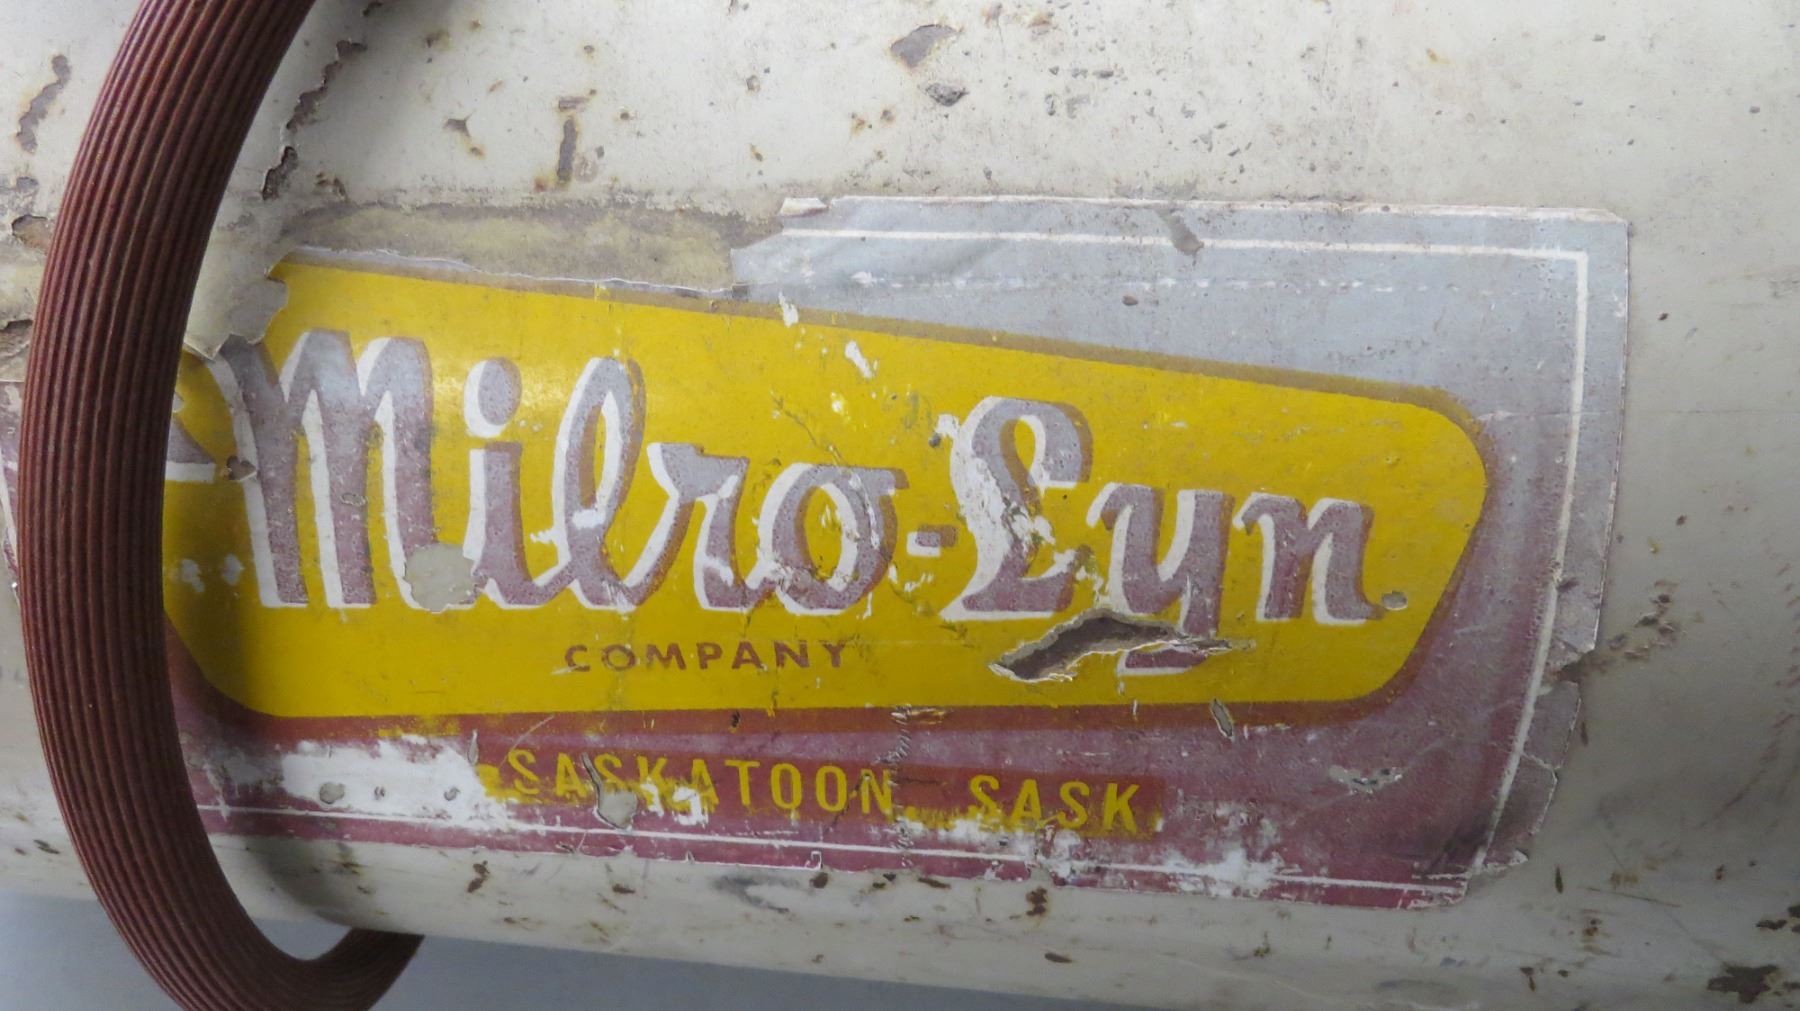 Milro-Lyn
COMPANY
SASKATOON, SASK